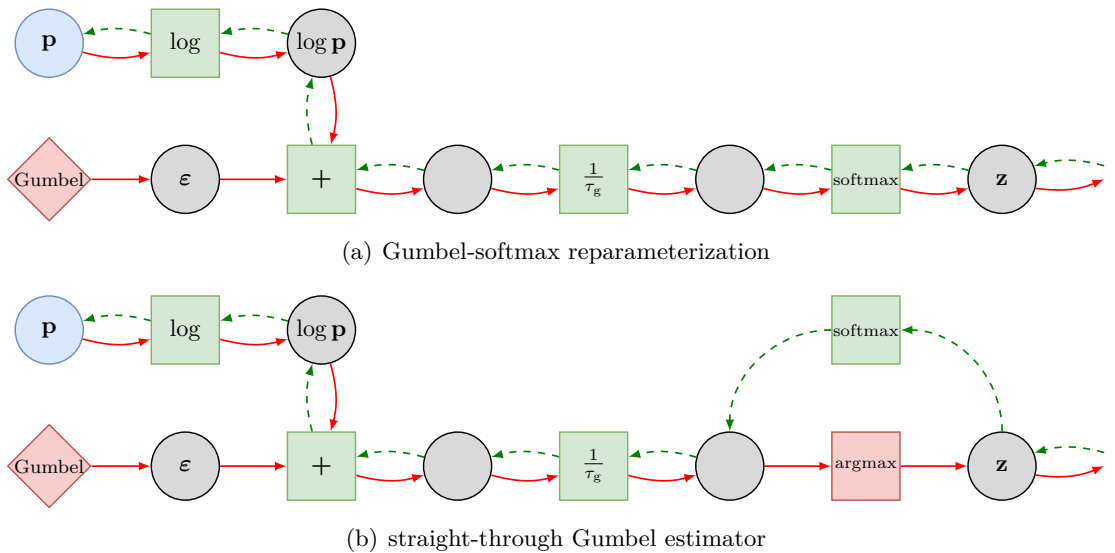 p log log p
Gumbel ε + 1/τg softmax z
(a) Gumbel-softmax reparameterization
p log log p softmax
Gumbel ε + 1/τg argmax z
(b) straight-through Gumbel estimator